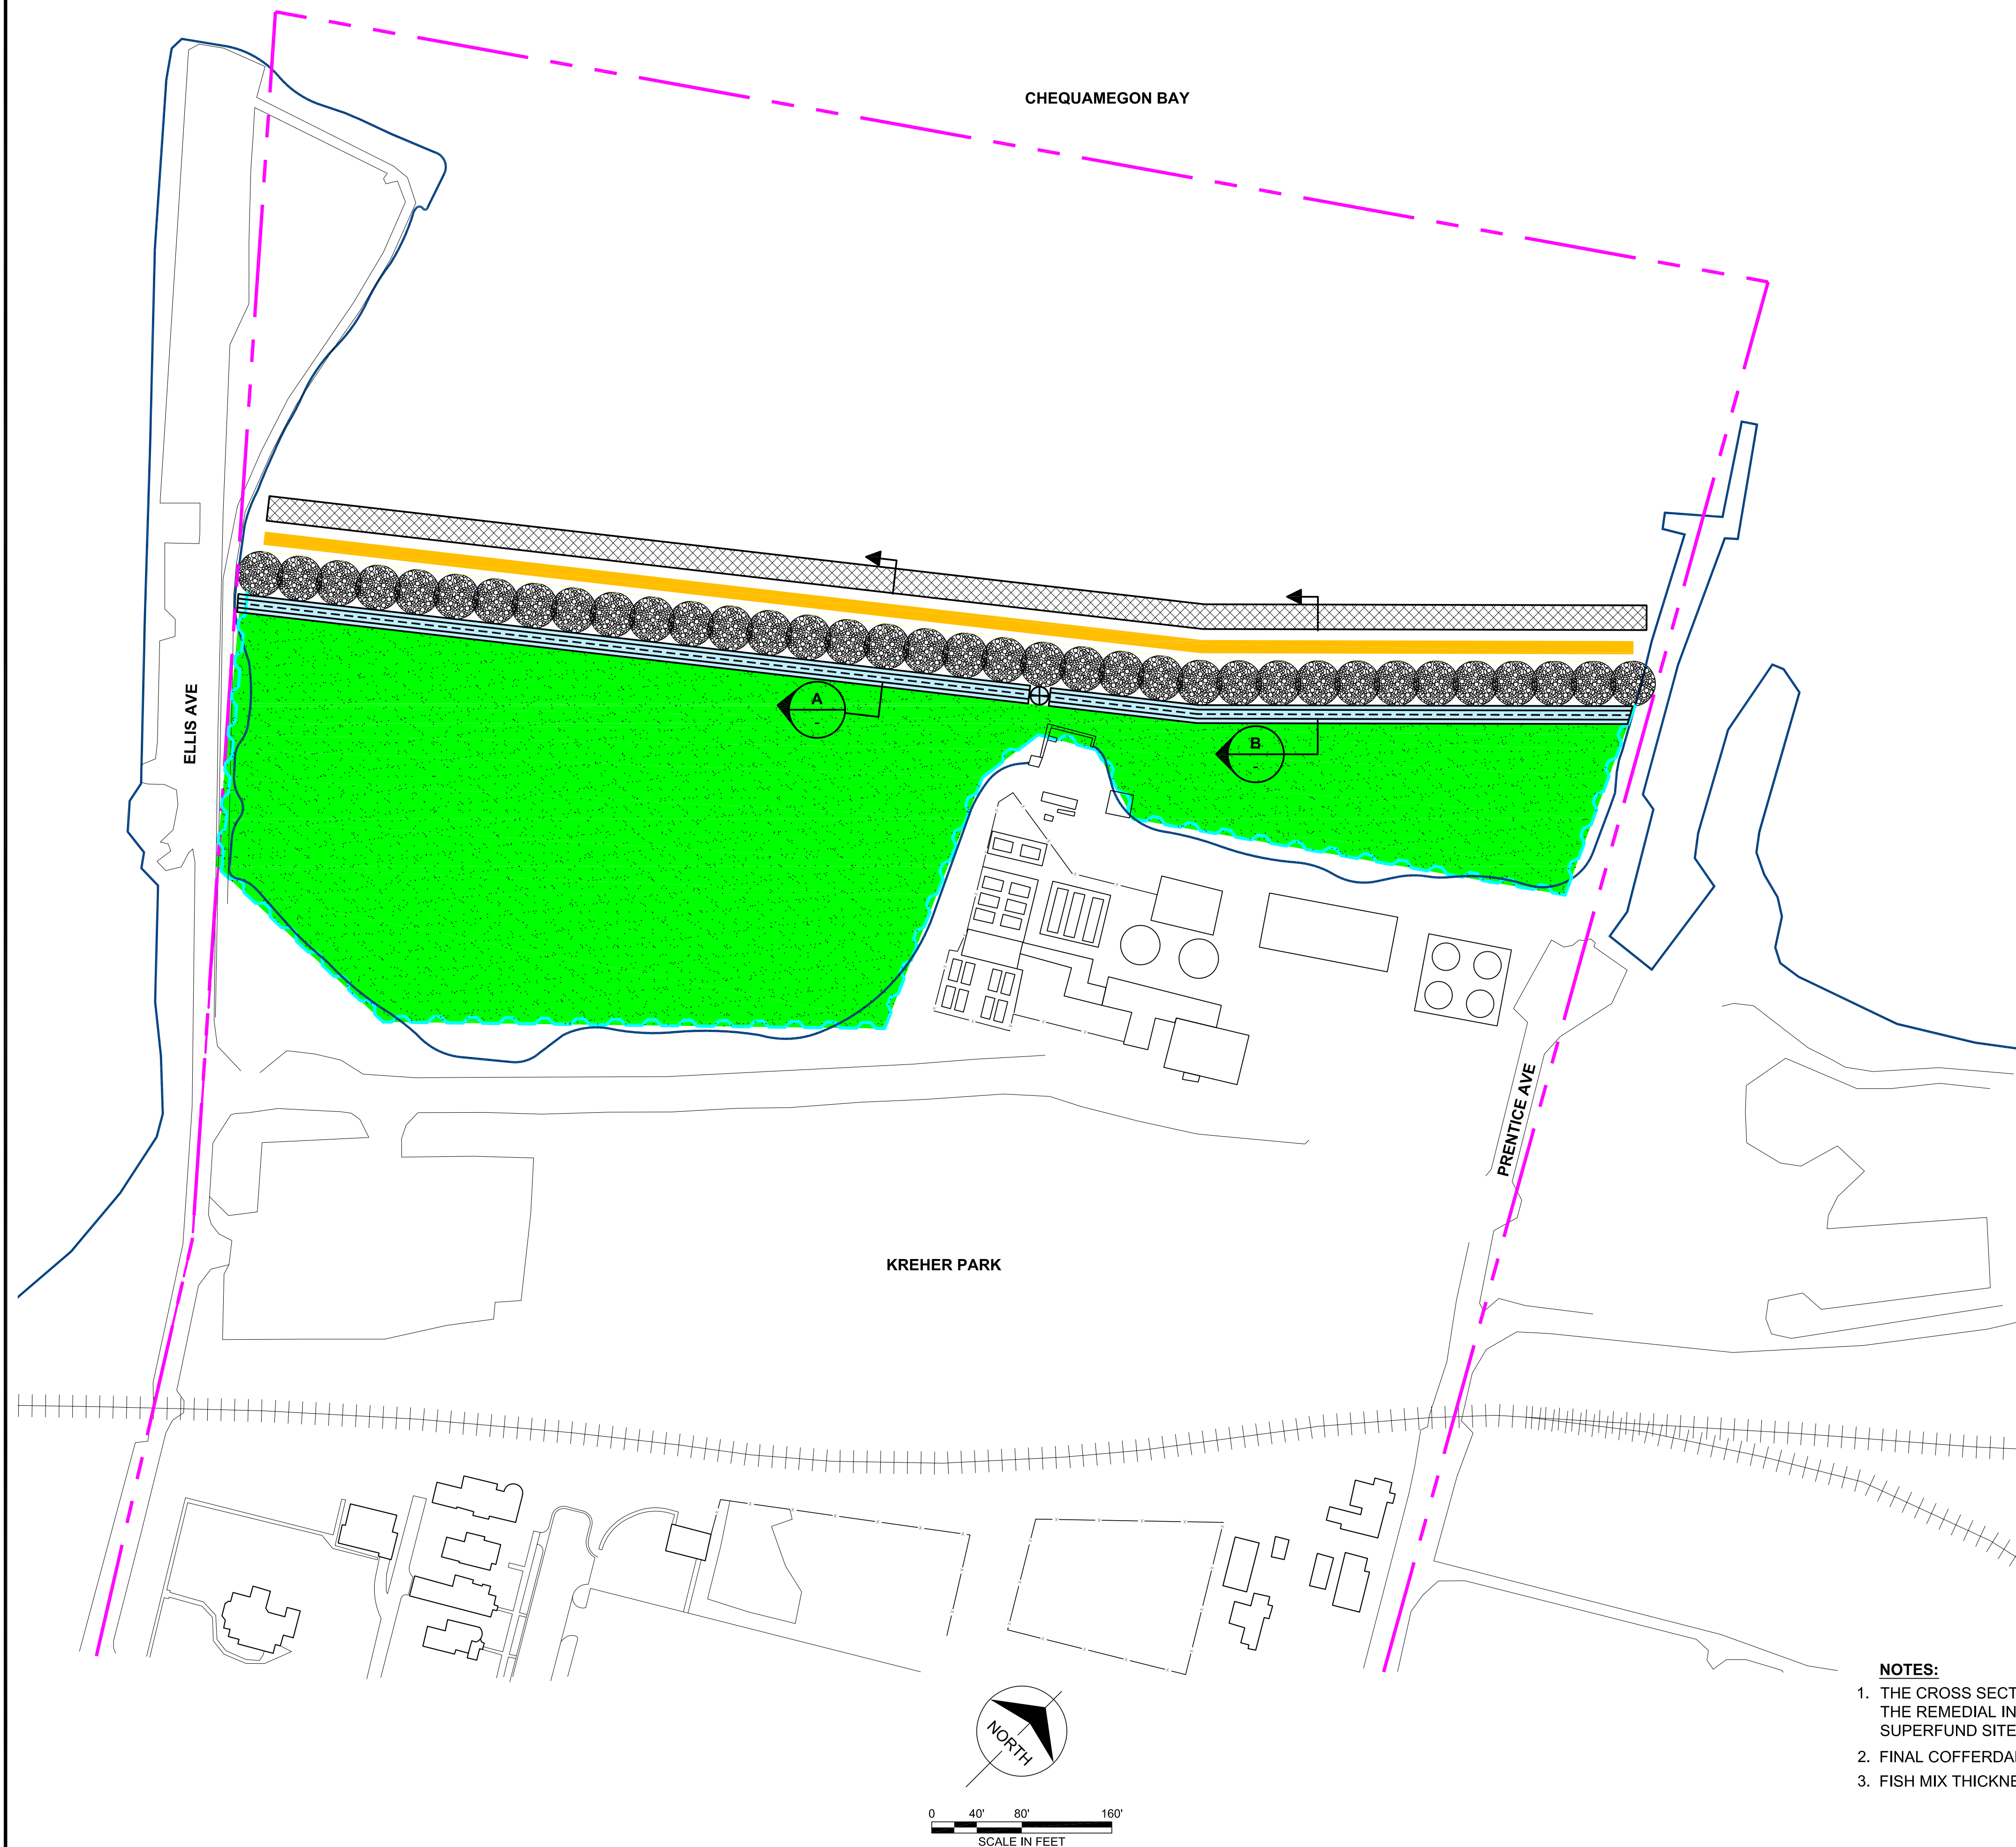 CHEQUAMEGON BAY
ELLIS AVE
A
-
B
-
PRENTICE AVE
KREHER PARK
NOTES:
1. THE CROSS SECT
THE REMEDIAL IN
SUPERFUND SITE
2. FINAL COFFERDA
3. FISH MIX THICKNE
NORTH
0 40' 80' 160'
SCALE IN FEET